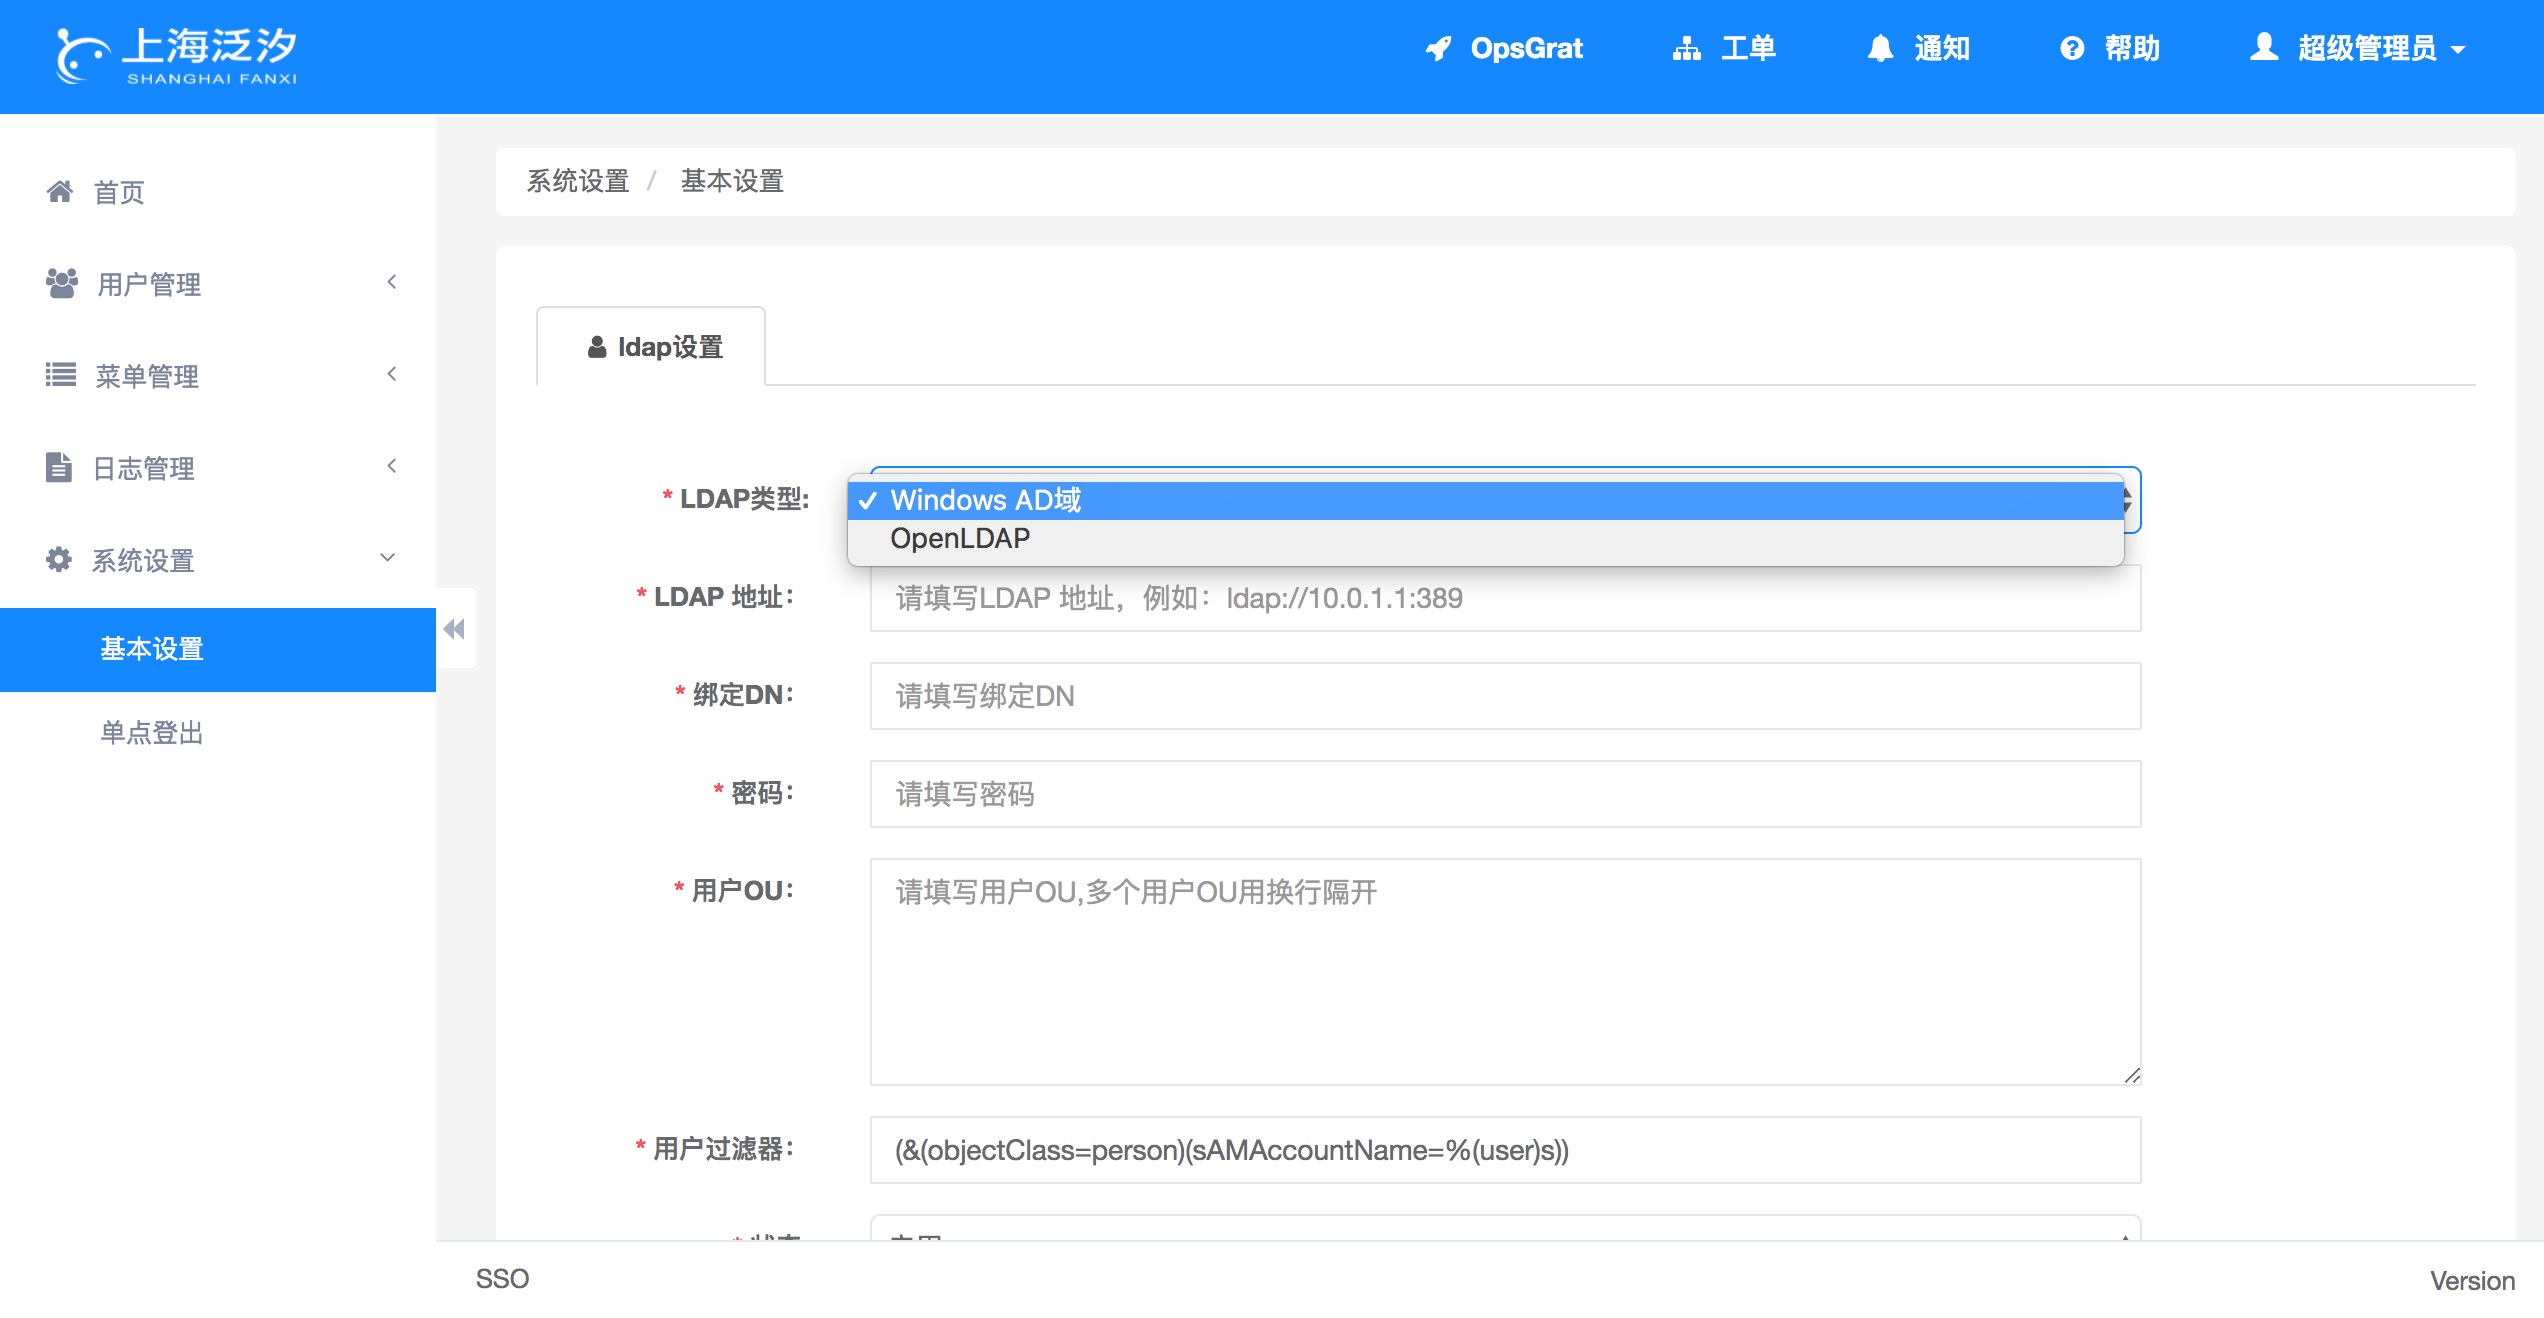 上海泛汐
SHANGHAI FANXI
OpsGrat
工单
通知
帮助
超级管理员
首页
用户管理
菜单管理
日志管理
系统设置
基本设置
单点登出
系统设置 / 基本设置
ldap设置
* LDAP类型:
✓ Windows AD域
OpenLDAP
* LDAP 地址：
请填写LDAP 地址，例如：ldap://10.0.1.1:389
* 绑定DN：
请填写绑定DN
* 密码：
请填写密码
* 用户OU：
请填写用户OU,多个用户OU用换行隔开
* 用户过滤器：
(&(objectClass=person)(sAMAccountName=%(user)s))
SSO
Version